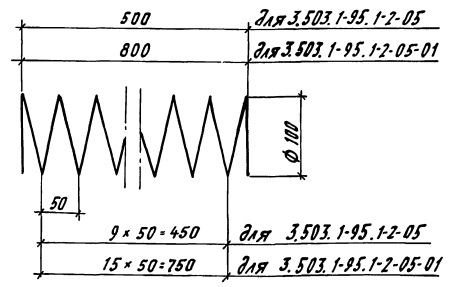 500 для 3.503.1-95.1-2-05
800 для 3.503.1-95.1-2-05-01
Ø 100
50
9 × 50 = 450 для 3.503.1-95.1-2-05
15 × 50 = 750 для 3.503.1-95.1-2-05-01